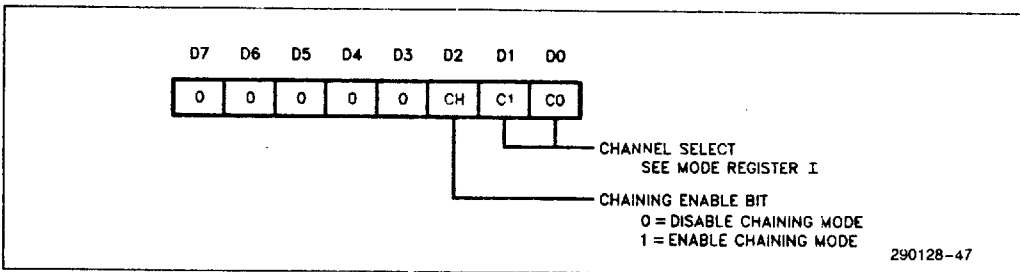 D7 D6 D5 D4 D3 D2 D1 D0
0 0 0 0 0 CH C1 C0
CHANNEL SELECT
SEE MODE REGISTER I
CHAINING ENABLE BIT
0 = DISABLE CHAINING MODE
1 = ENABLE CHAINING MODE
290128-47